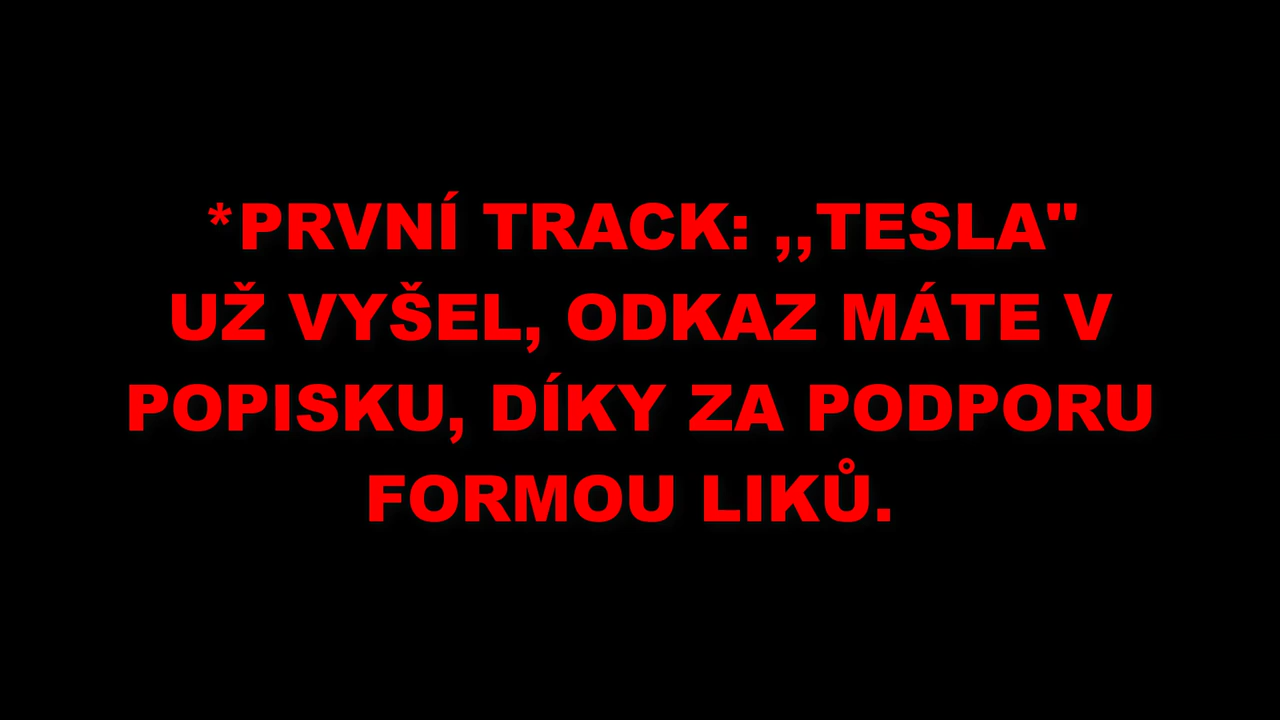 *PRVNÍ TRACK: ,,TESLA"
UŽ VYŠEL, ODKAZ MÁTE V
POPISKU, DÍKY ZA PODPORU
FORMOU LIKŮ.